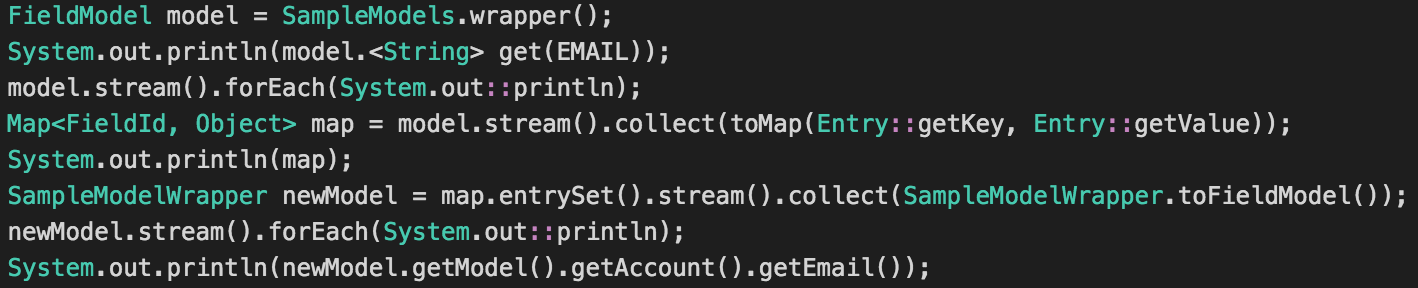 FieldModel model = SampleModels.wrapper();
System.out.println(model.<String> get(EMAIL));
model.stream().forEach(System.out::println);
Map<FieldId, Object> map = model.stream().collect(toMap(Entry::getKey, Entry::getValue));
System.out.println(map);
SampleModelWrapper newModel = map.entrySet().stream().collect(SampleModelWrapper.toFieldModel());
newModel.stream().forEach(System.out::println);
System.out.println(newModel.getModel().getAccount().getEmail());